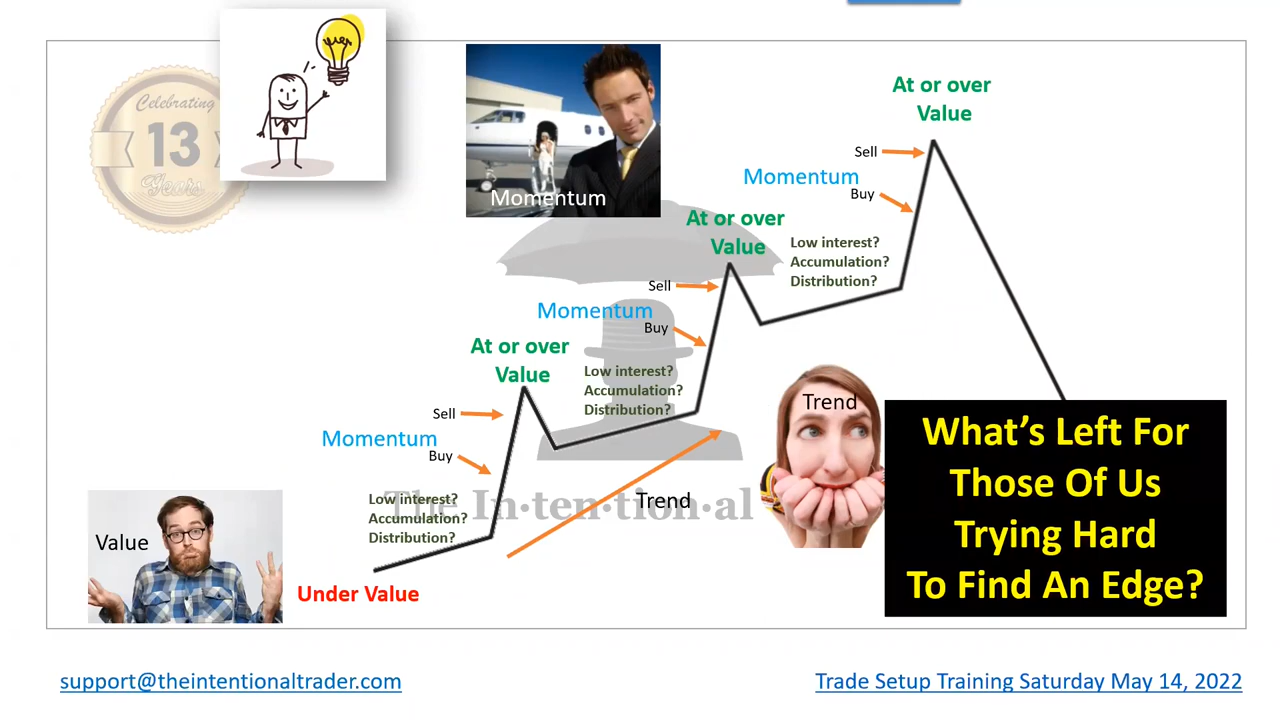 Celebrating
13
Years
Momentum
At or over
Value
Sell
Momentum
Buy
Low interest?
Accumulation?
Distribution?
At or over
Value
Sell
Momentum
Buy
Low interest?
Accumulation?
Distribution?
At or over
Value
Sell
Momentum
Buy
Low interest?
Accumulation?
Distribution?
Under Value
Value
Trend
Trend
The In·ten·tion·al
What's Left For
Those Of Us
Trying Hard
To Find An Edge?
support@theintentionaltrader.com
Trade Setup Training Saturday May 14, 2022